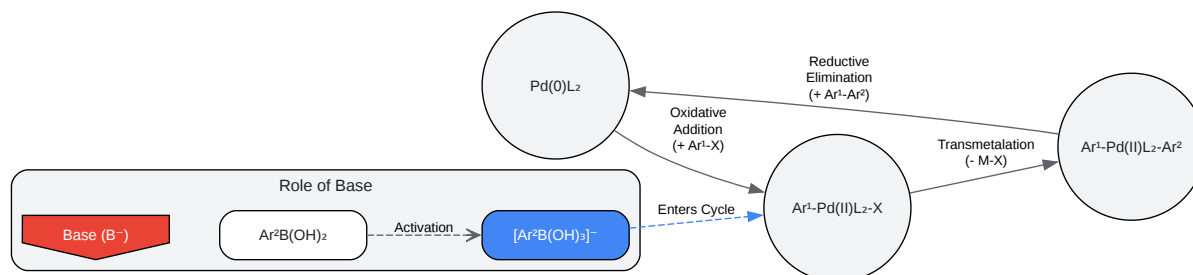 Pd(0)L₂
Reductive
Elimination
(+ Ar¹-Ar²)
Oxidative
Addition
(+ Ar¹-X)
Transmetalation
(- M-X)
Ar¹-Pd(II)L₂-Ar²
Ar¹-Pd(II)L₂-X
Role of Base
Base (B⁻)
Ar²B(OH)₂
Activation
[Ar²B(OH)₃]⁻
Enters Cycle